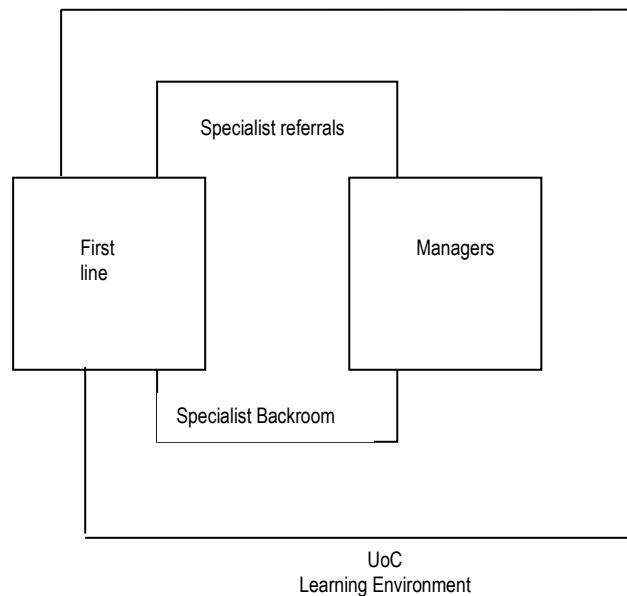 Specialist referrals
First
line
Managers
Specialist Backroom
UoC
Learning Environment